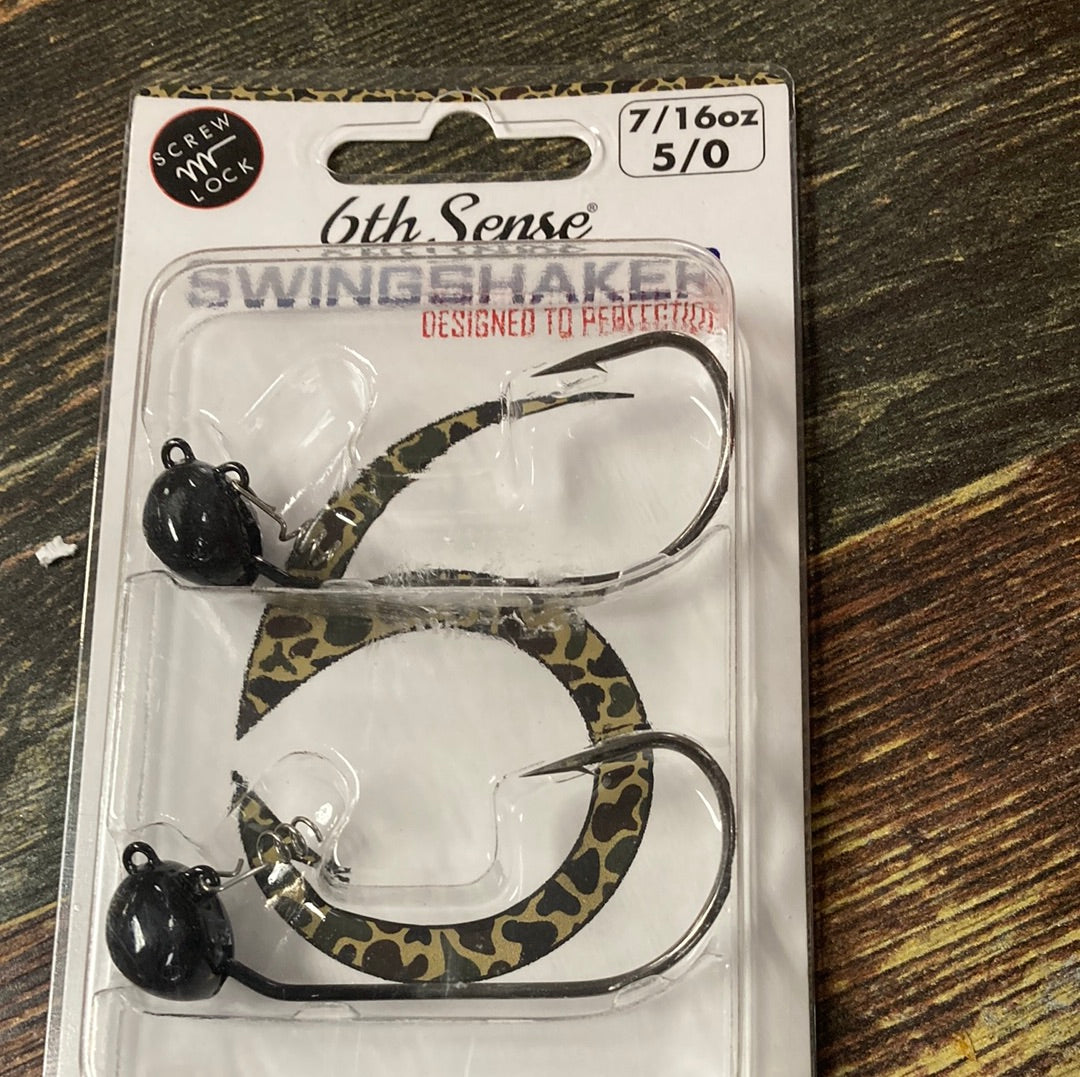 SCREW
LOCK
7/16oz
5/0
6th Sense®
SWINGSHAKER
DESIGNED TO PERFECTION